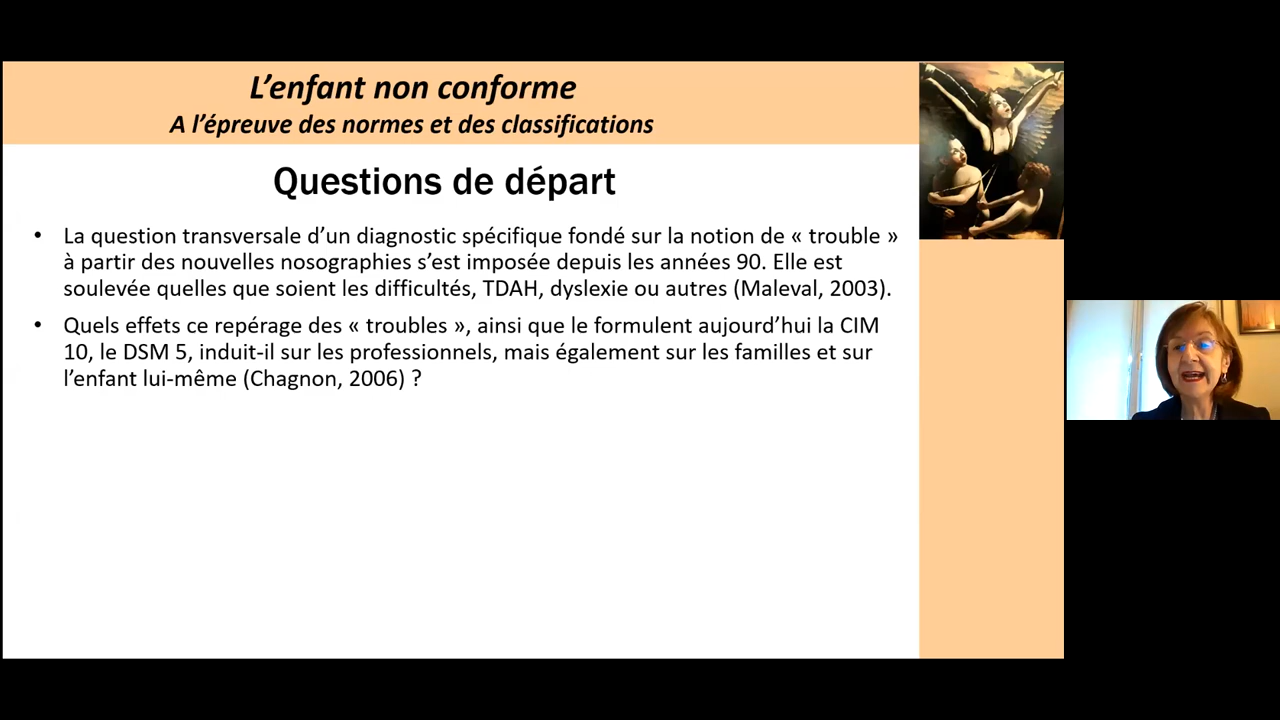 L’enfant non conforme
A l’épreuve des normes et des classifications
Questions de départ
• La question transversale d’un diagnostic spécifique fondé sur la notion de « trouble »
à partir des nouvelles nosographies s’est imposée depuis les années 90. Elle est
soulevée quelles que soient les difficultés, TDAH, dyslexie ou autres (Maleval, 2003).
• Quels effets ce repérage des « troubles », ainsi que le formulent aujourd’hui la CIM
10, le DSM 5, induit-il sur les professionnels, mais également sur les familles et sur
l’enfant lui-même (Chagnon, 2006) ?